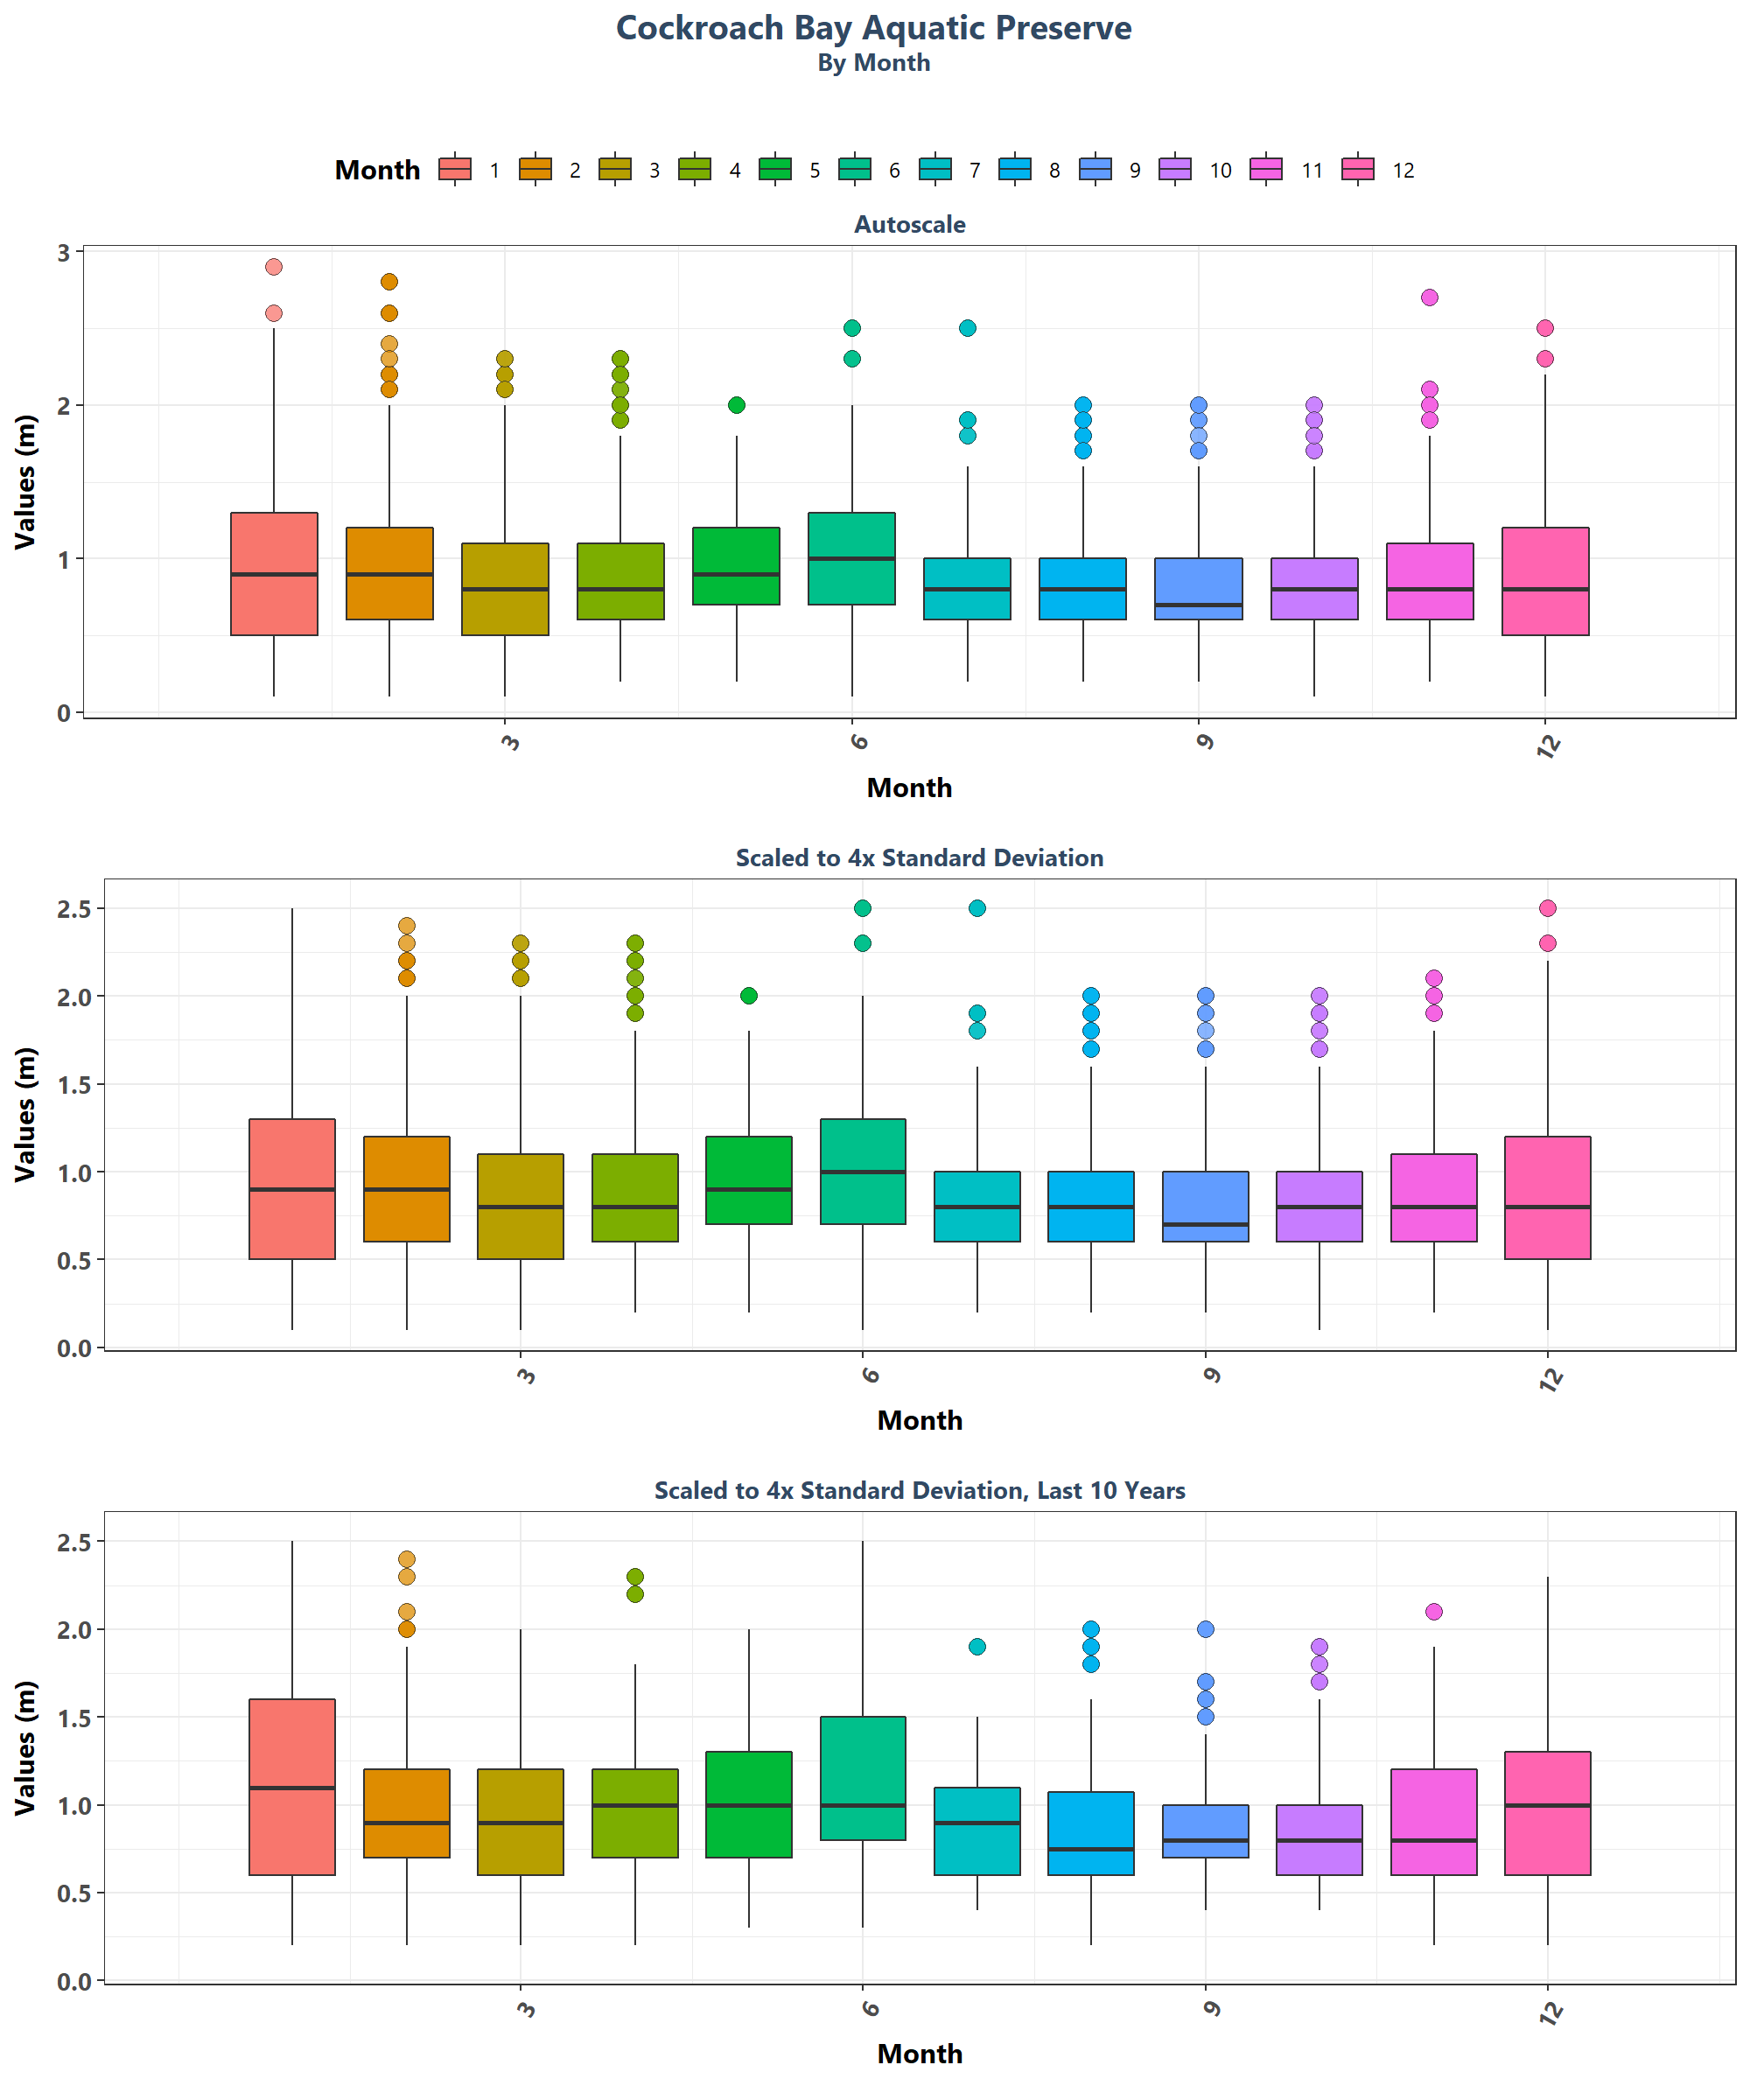 Cockroach Bay Aquatic Preserve
By Month
Month 1 2 3 4 5 6 7 8 9 10 11 12
Autoscale
Values (m)
3
2
1
0
3 6 9 12
Month
Scaled to 4x Standard Deviation
Values (m)
2.5
2.0
1.5
1.0
0.5
0.0
3 6 9 12
Month
Scaled to 4x Standard Deviation, Last 10 Years
Values (m)
2.5
2.0
1.5
1.0
0.5
0.0
3 6 9 12
Month